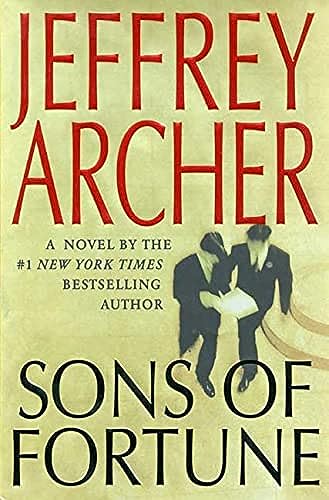 JEFFREY
ARCHER
A NOVEL BY THE
#1 NEW YORK TIMES
BESTSELLING
AUTHOR
SONS OF
FORTUNE